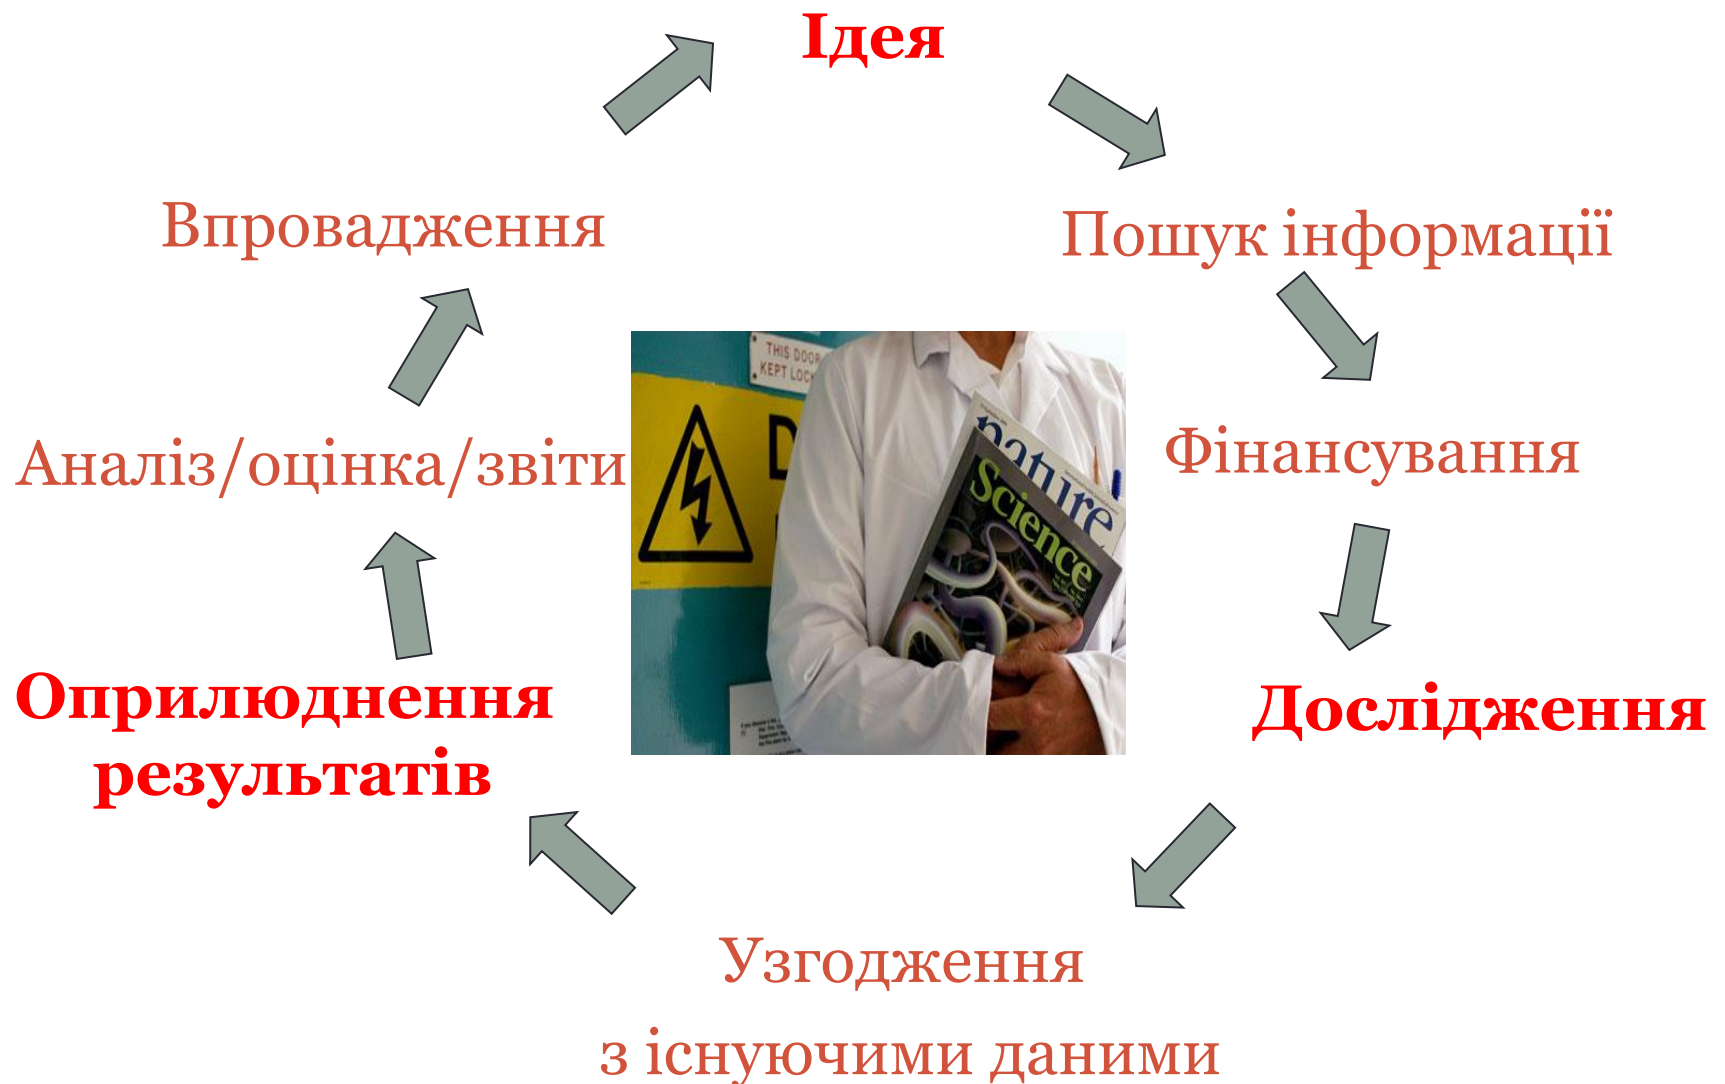 Ідея
Впровадження
Пошук інформації
THIS DOOR
KEPT
Аналіз/оцінка/звіти
Фінансування
nature
Science
Оприлюднення
результатів
Дослідження
Узгодження
з існуючими даними